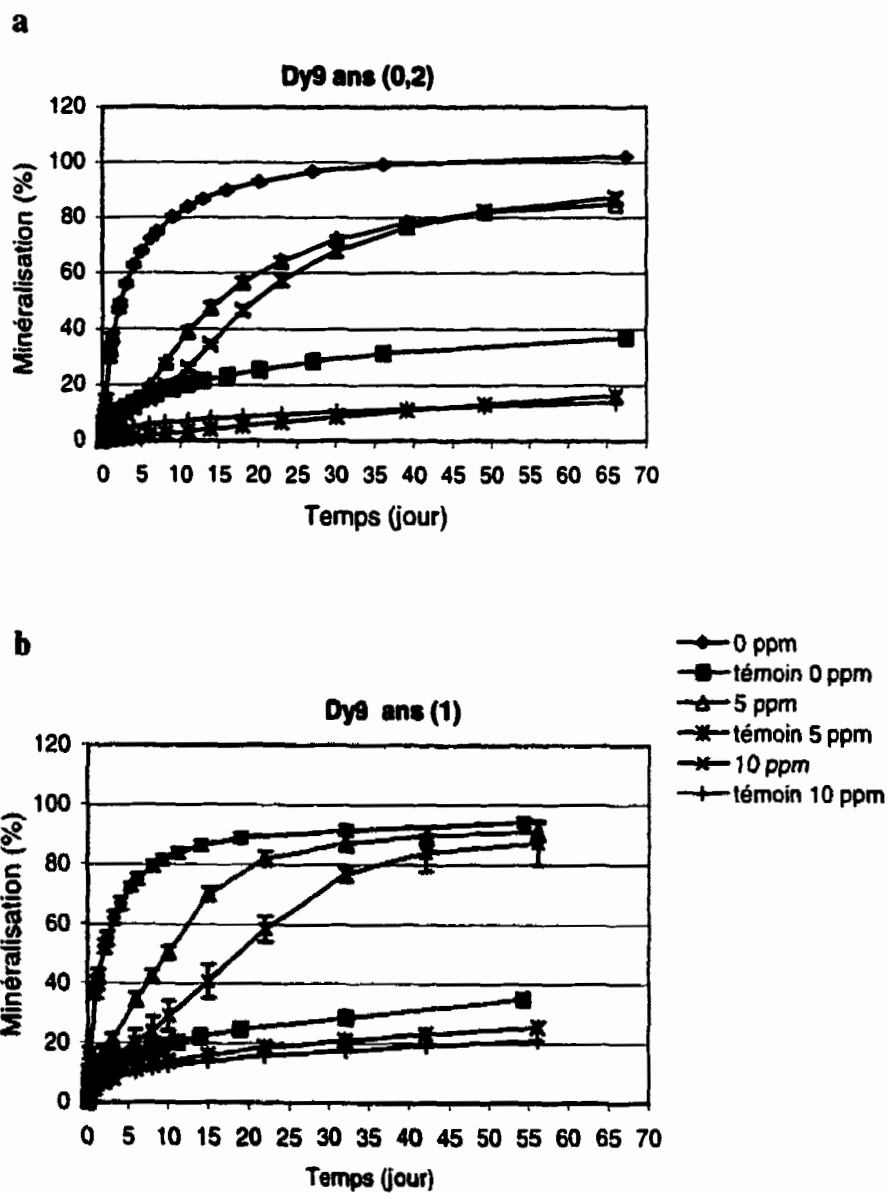 a
Dy9 ans (0,2)
Minéralisation (%)
120
100
80
60
40
20
0
0 5 10 15 20 25 30 35 40 45 50 55 60 65 70
Temps (jour)
b
0 ppm
témoin 0 ppm
5 ppm
témoin 5 ppm
10 ppm
témoin 10 ppm
Dy9 ans (1)
Minéralisation (%)
120
100
80
60
40
20
0
0 5 10 15 20 25 30 35 40 45 50 55 60 65 70
Temps (jour)